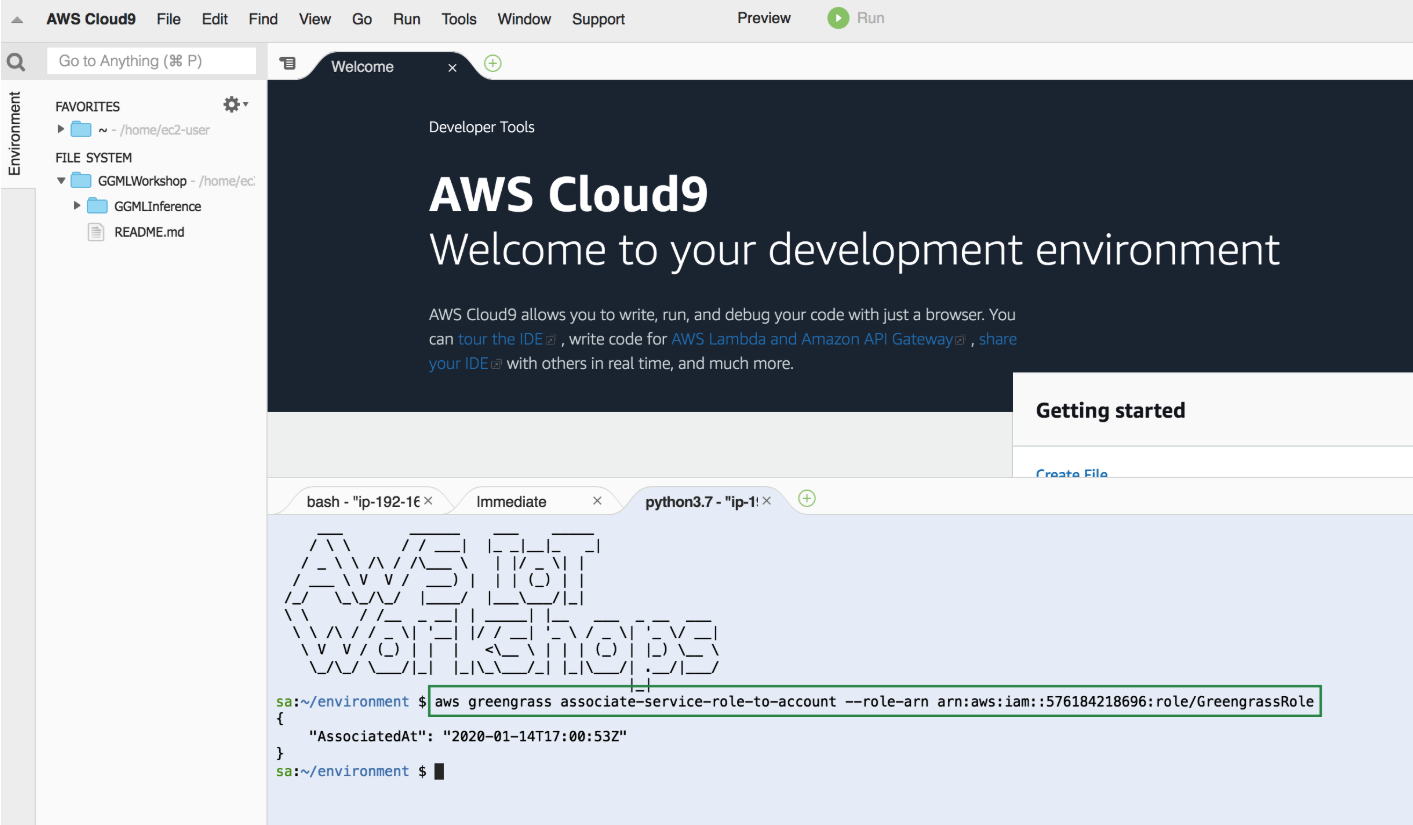 AWS Cloud9 File Edit Find View Go Run Tools Window Support Preview Run
Go to Anything (⌘ P)
Welcome
Environment
FAVORITES
~ - /home/ec2-user
FILE SYSTEM
GGMLWorkshop - /home/ec
GGMLInference
README.md
Developer Tools
AWS Cloud9
Welcome to your development environment
AWS Cloud9 allows you to write, run, and debug your code with just a browser. You
can tour the IDE , write code for AWS Lambda and Amazon API Gateway , share
your IDE with others in real time, and much more.
Getting started
Create File
bash - "ip-192-16 Immediate python3.7 - "ip-19
AWS IoT
Workshops
sa:~/environment $ aws greengrass associate-service-role-to-account --role-arn arn:aws:iam::576184218696:role/GreengrassRole
{
"AssociatedAt": "2020-01-14T17:00:53Z"
}
sa:~/environment $